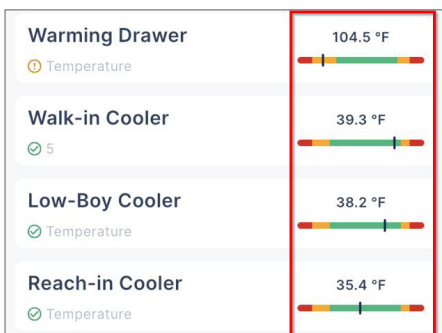 Warming Drawer
104.5 °F
Temperature
Walk-in Cooler
39.3 °F
5
Low-Boy Cooler
38.2 °F
Temperature
Reach-in Cooler
35.4 °F
Temperature